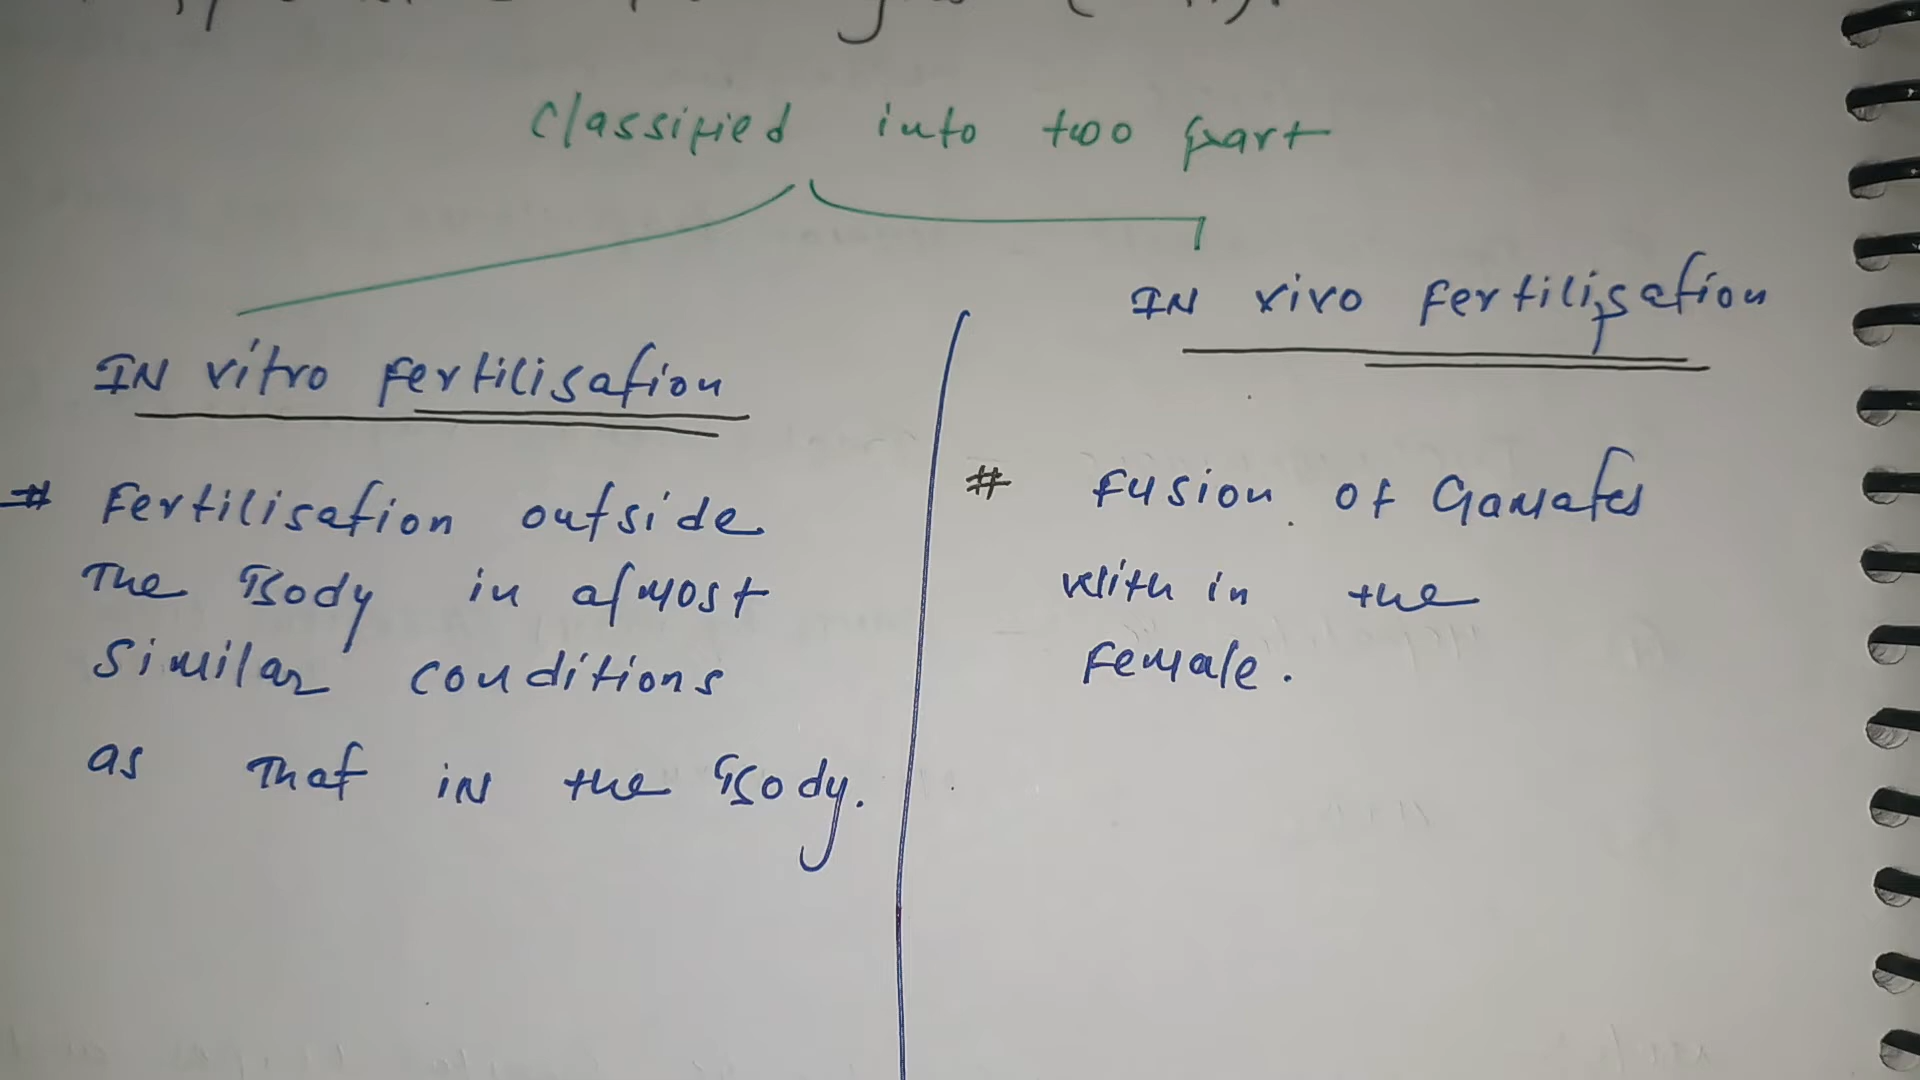 Classified into two part
IN vitro fertilisation
# Fertilisation outside
The Body in almost
Similar conditions
as That in the Body.
IN vivo fertilisation
# Fusion of Gamates
with in the
Female.